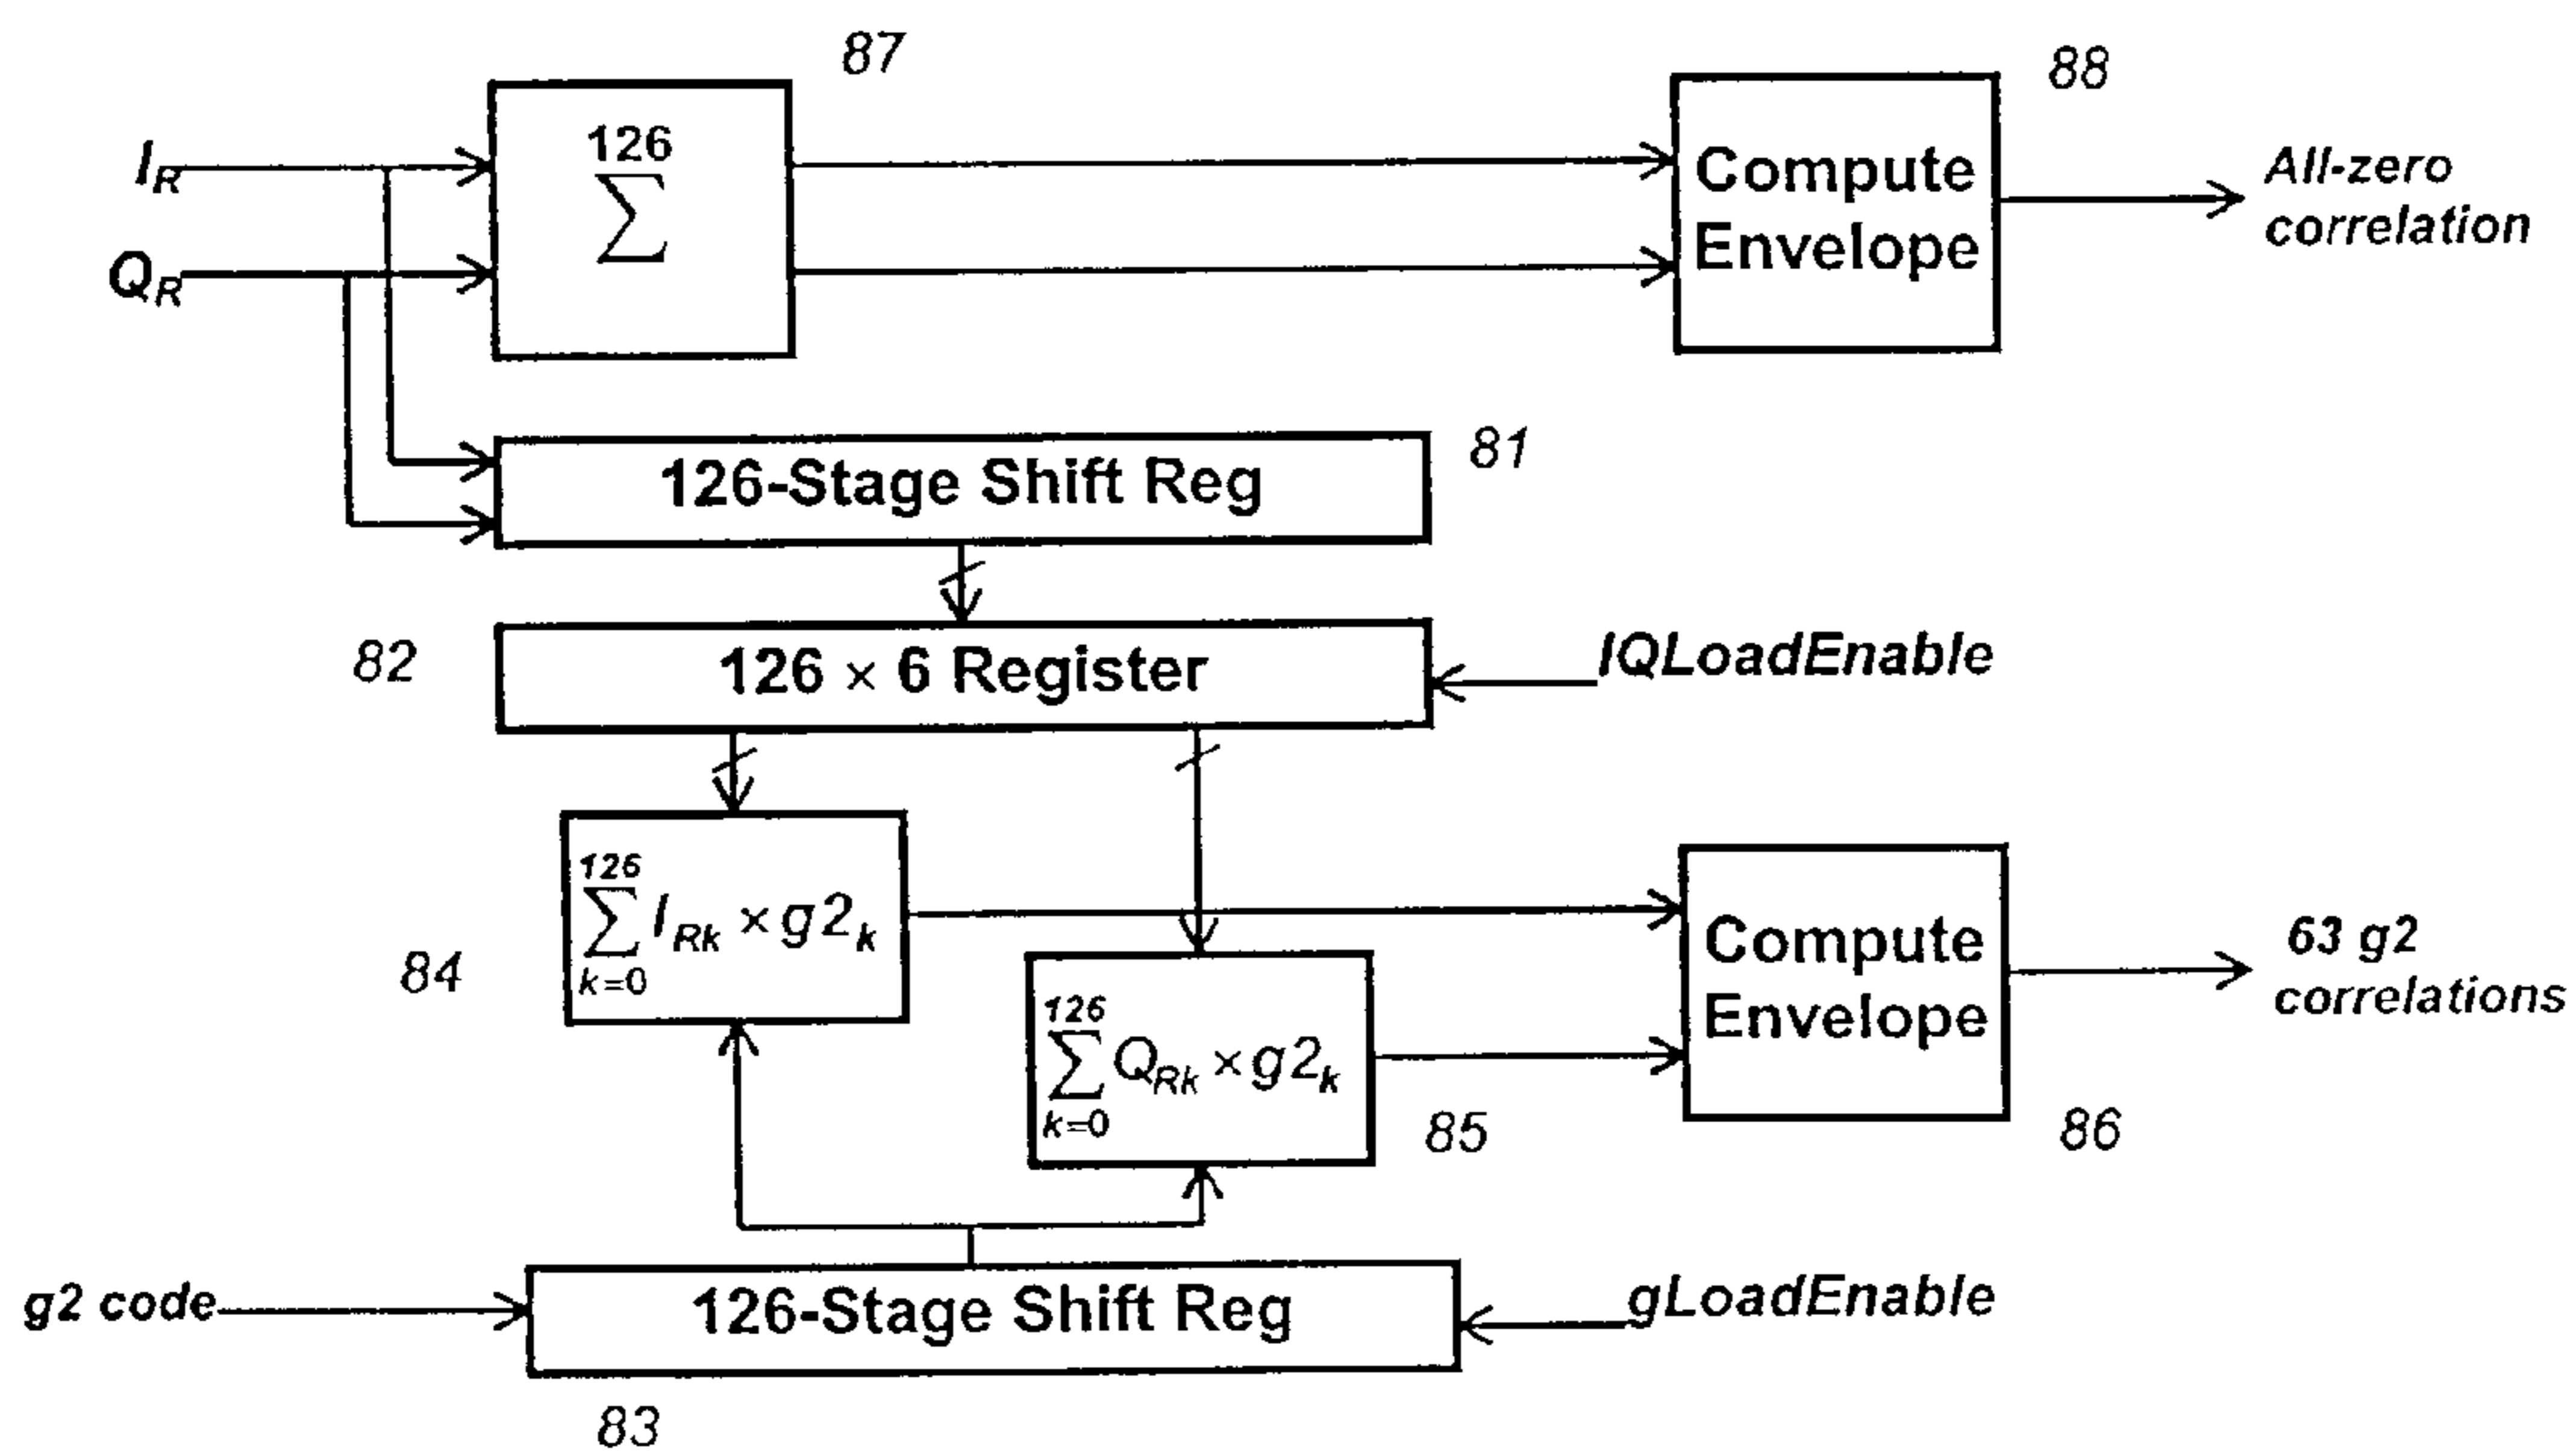 87
88
126
I_R
∑
Compute
Envelope
All-zero
correlation
Q_R
81
126-Stage Shift Reg
82
126 × 6 Register
IQLoadEnable
126
∑ I_Rk × g2_k
k=0
84
126
∑ Q_Rk × g2_k
k=0
85
Compute
Envelope
63 g2
correlations
86
g2 code
126-Stage Shift Reg
gLoadEnable
83